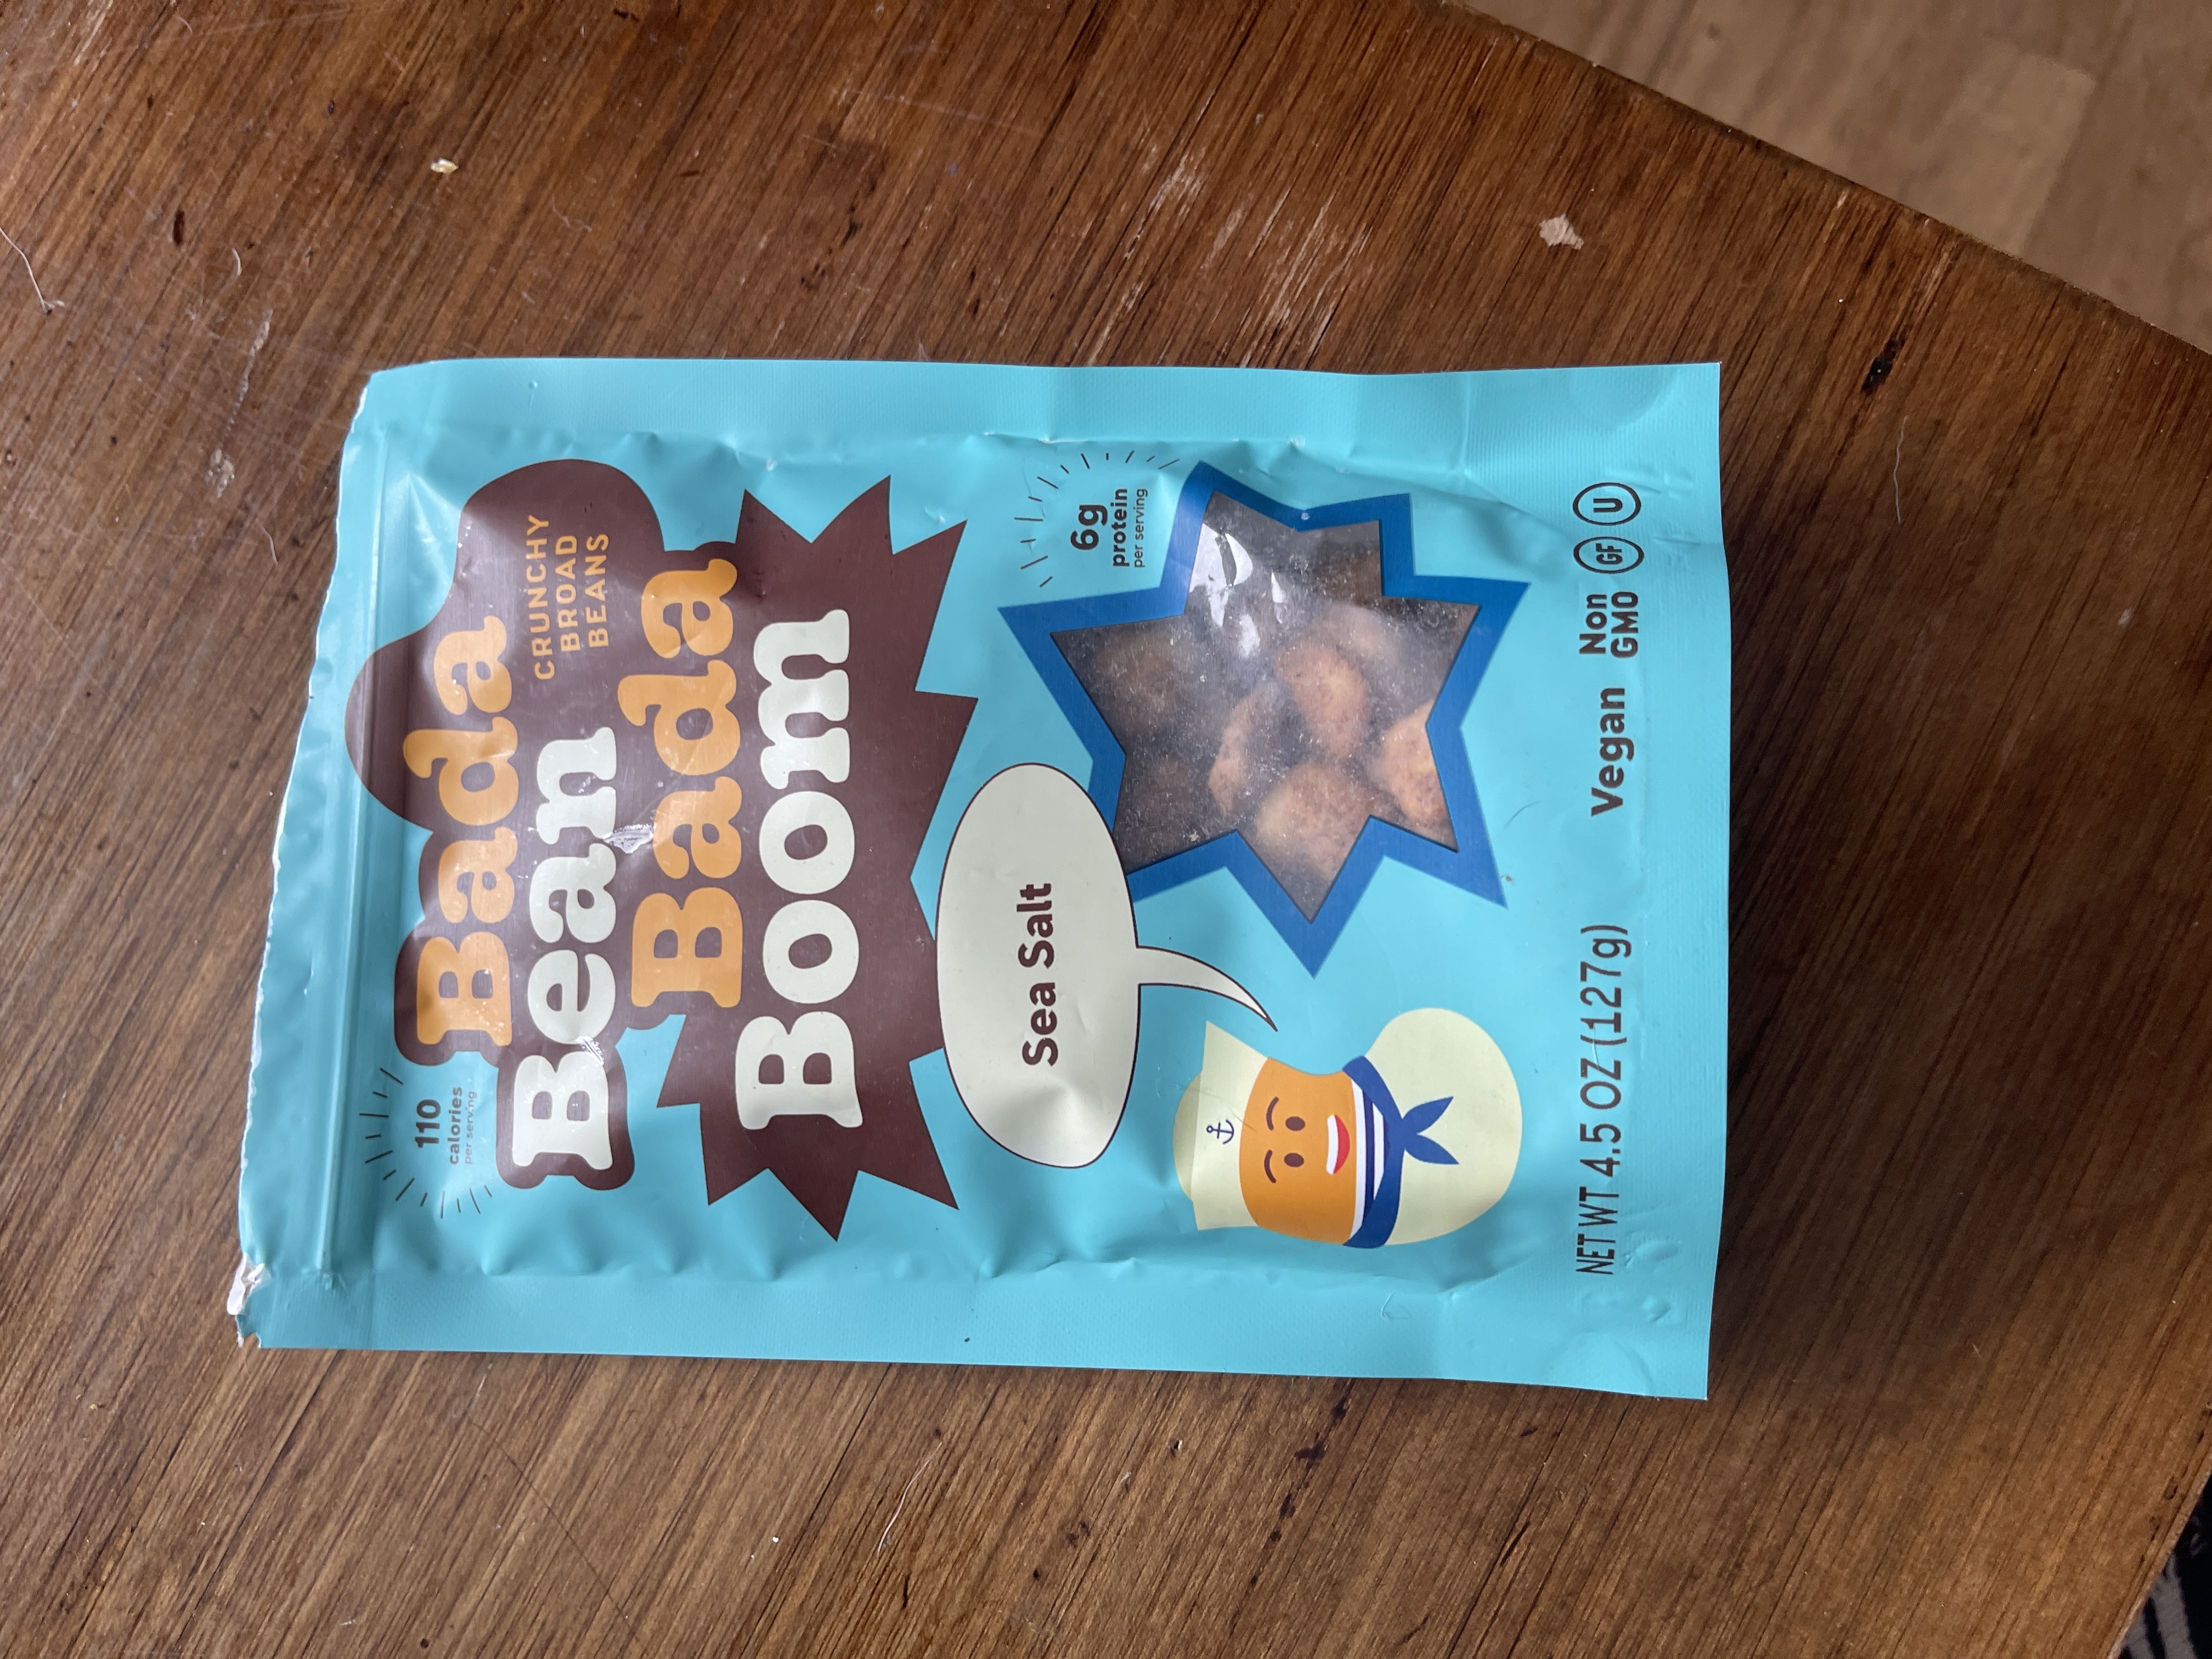 110
calories
per serving
Bada
Bean
CRUNCHY
BROAD
BEANS
Bada
Boom
Sea Salt
6g
protein
per serving
NET WT 4.5 OZ (127g)
Vegan
Non
GMO
GF
U